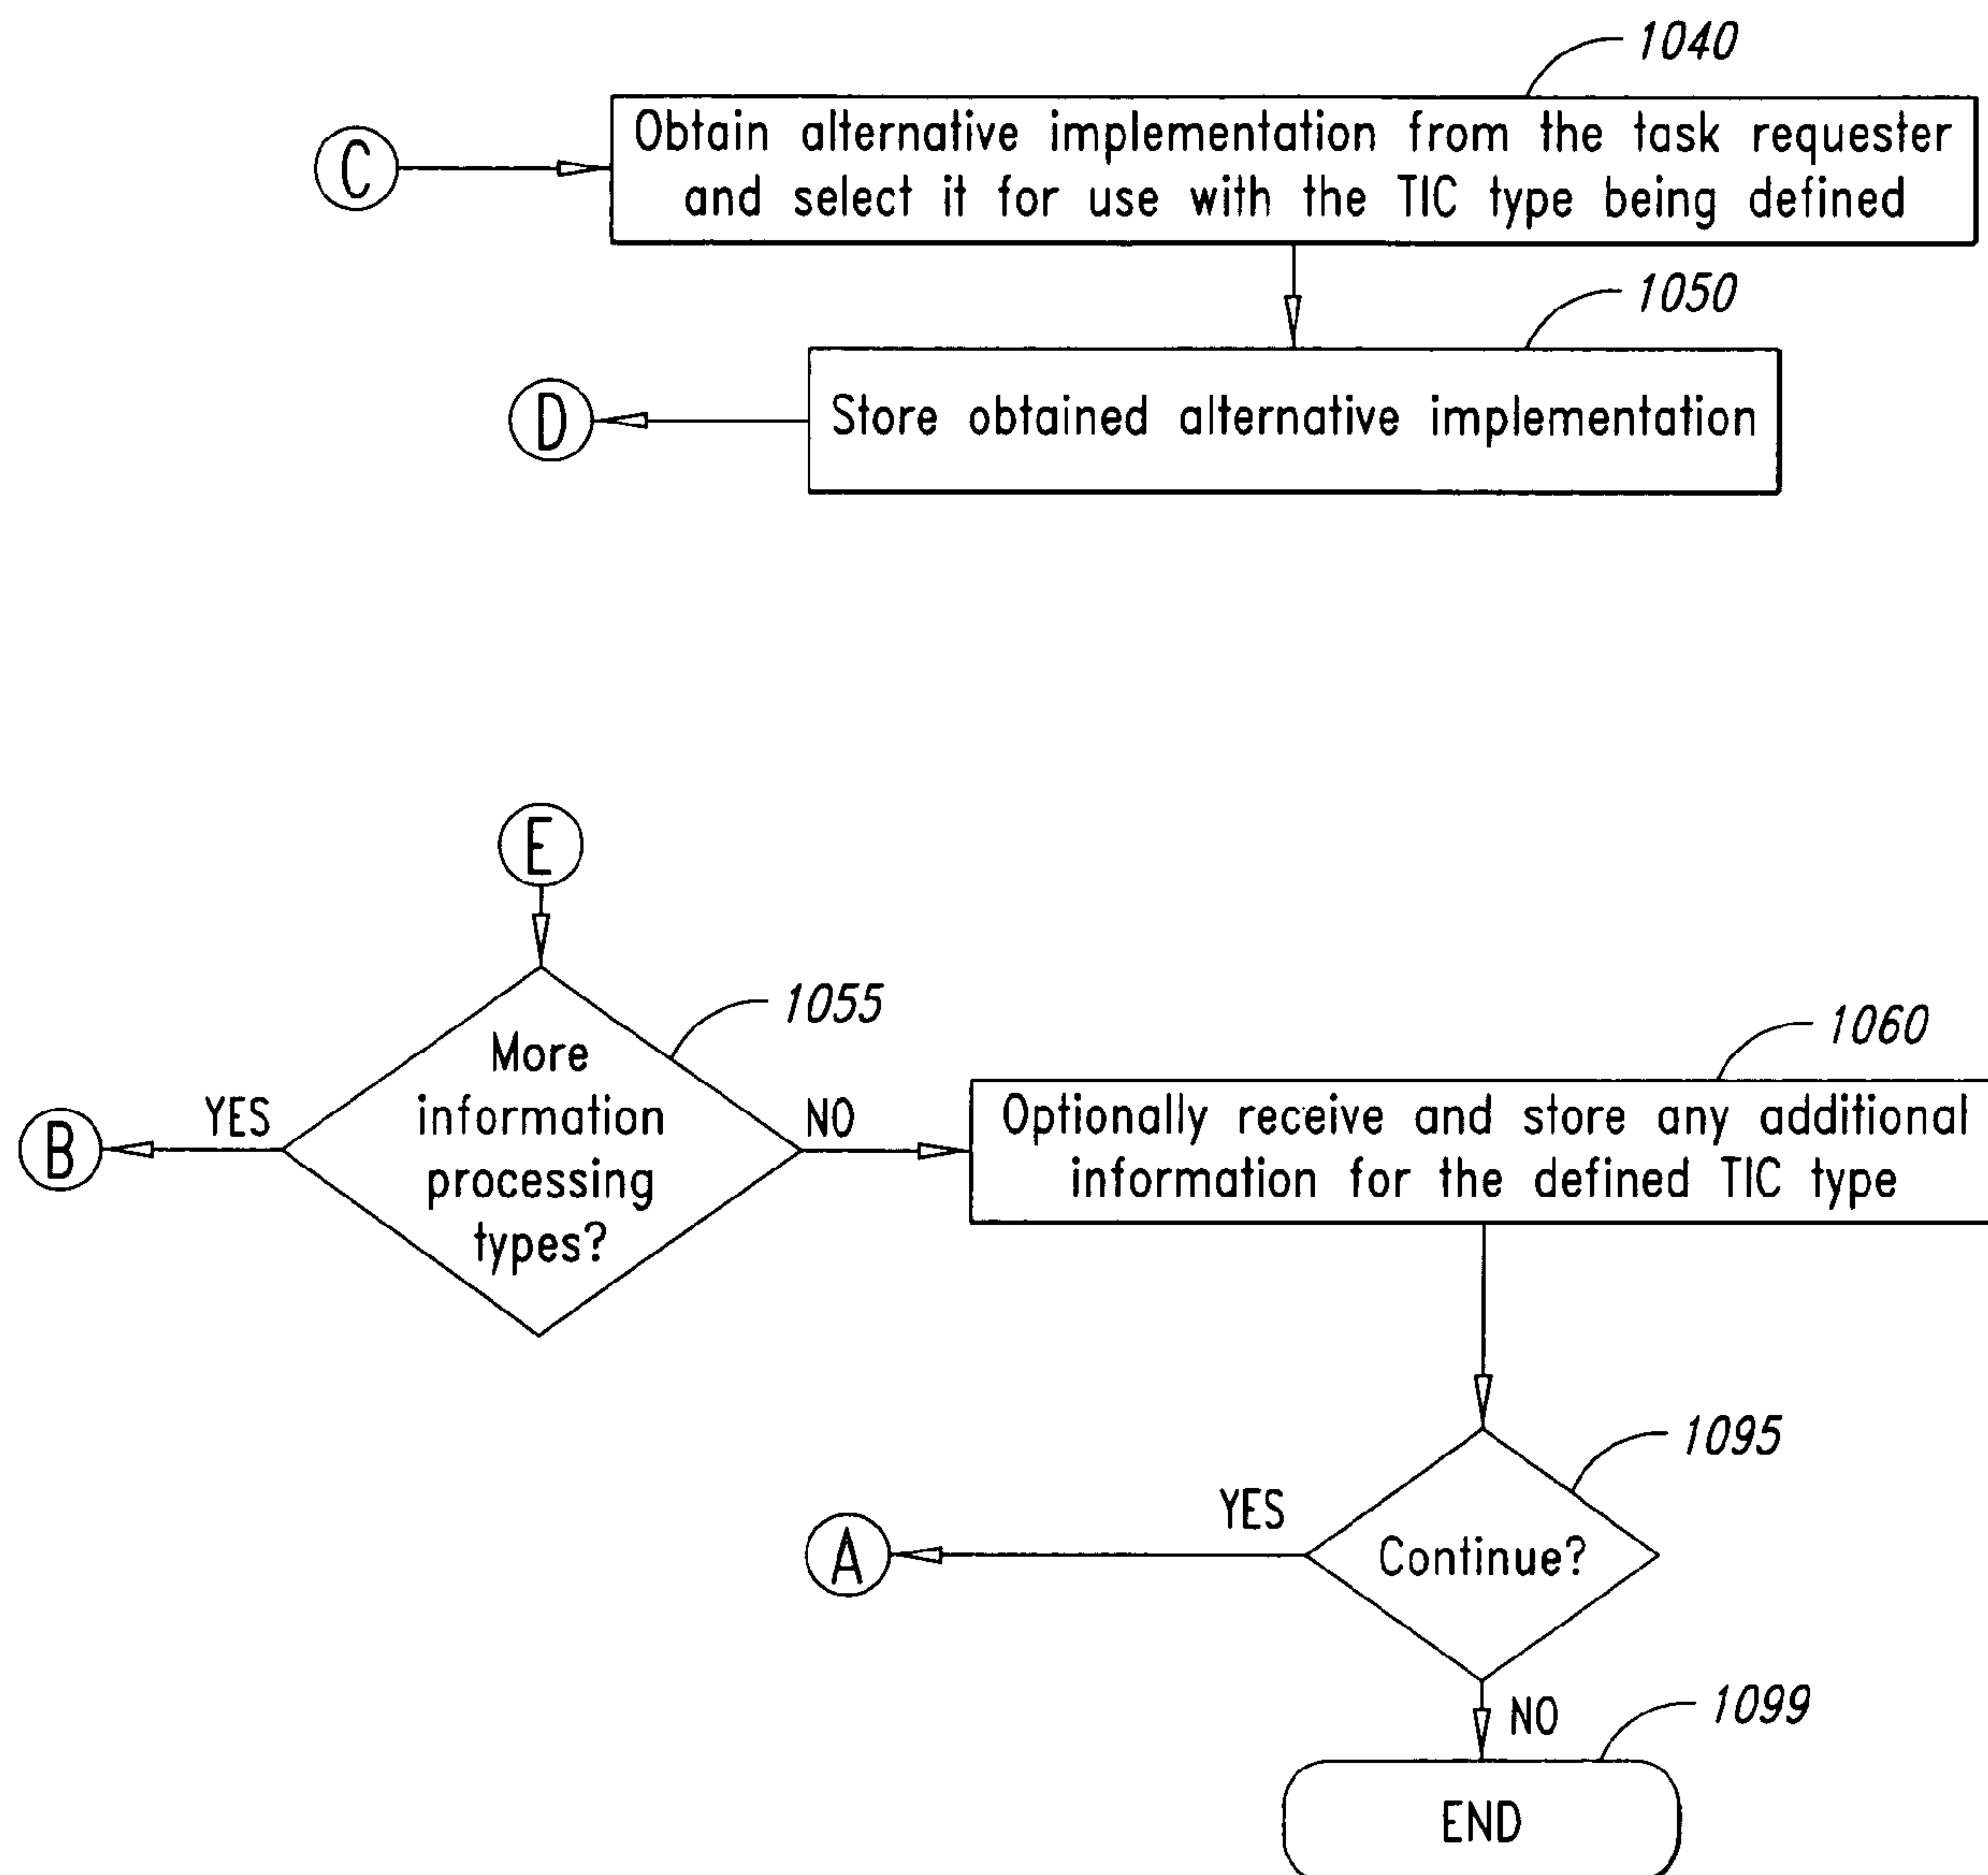 1040
C
Obtain alternative implementation from the task requester
and select it for use with the TIC type being defined
1050
D
Store obtained alternative implementation
E
1055
More
information
processing
types?
YES
B
NO
1060
Optionally receive and store any additional
information for the defined TIC type
1095
YES
A
Continue?
NO
1099
END